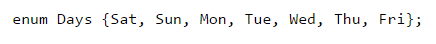 enum Days {Sat, Sun, Mon, Tue, Wed, Thu, Fri};